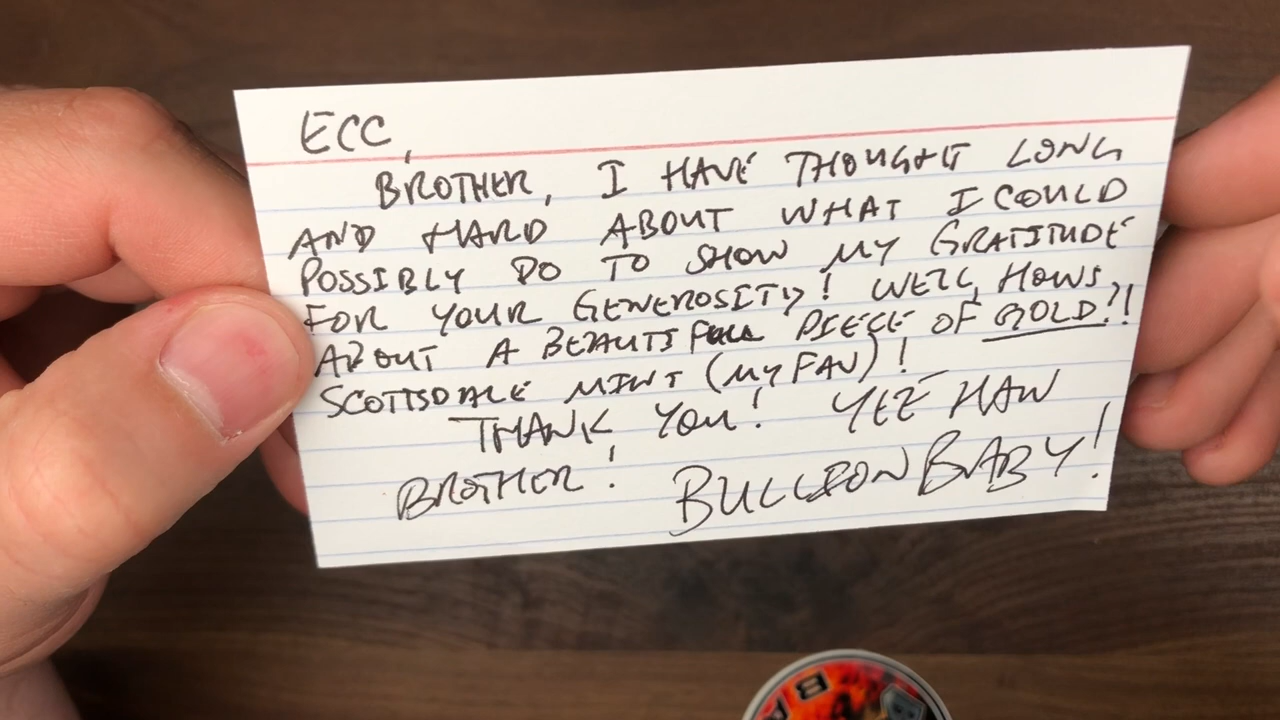 ECC,
BROTHER, I HAVE THOUGHT LONG
AND HARD ABOUT WHAT I COULD
POSSIBLY DO TO SHOW MY GRATITUDE
FOR YOUR GENEROSITY! WELL, HOWS
ABOUT A BEAUTIFULL PIECE OF GOLD?!
SCOTTSDALE MINT (MY FAV)!
THANK YOU! YEE HAW
BROTHER! BULLION BABY!
B